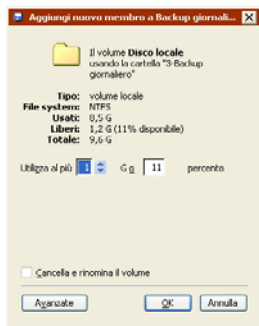 Aggiungi nuovo membro a Backup giornali...
Il volume Disco locale
usando la cartella "3-Backup
giornaliero"
Tipo: volume locale
File system: NTFS
Usati: 8,5 G
Liberi: 1,2 G (11% disponibile)
Totale: 9,6 G
Utilizza al più 1 G o 11 percento
Cancella e rinomina il volume
Avanzate OK Annulla